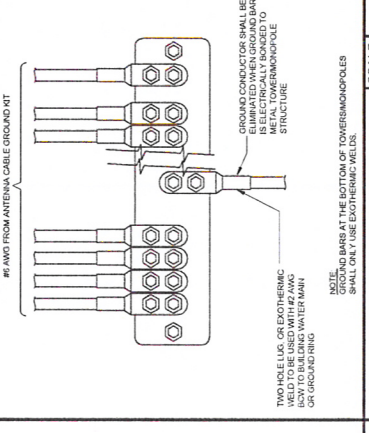 #6 AWG FROM ANTENNA CABLE GROUND KIT
GROUND CONDUCTOR SHALL BE
ELIMINATED WHEN GROUND BAR
IS ELECTRICALLY BONDED TO
METAL TOWER/MONOPOLE
STRUCTURE
TWO HOLE LUG, OR EXOTHERMIC
WELD TO BE USED WITH #2 AWG
BCW TO BUILDING WATER MAIN
OR GROUND RING
NOTE
GROUND BARS AT THE BOTTOM OF TOWERS/MONOPOLES
SHALL ONLY USE EXOTHERMIC WELDS.